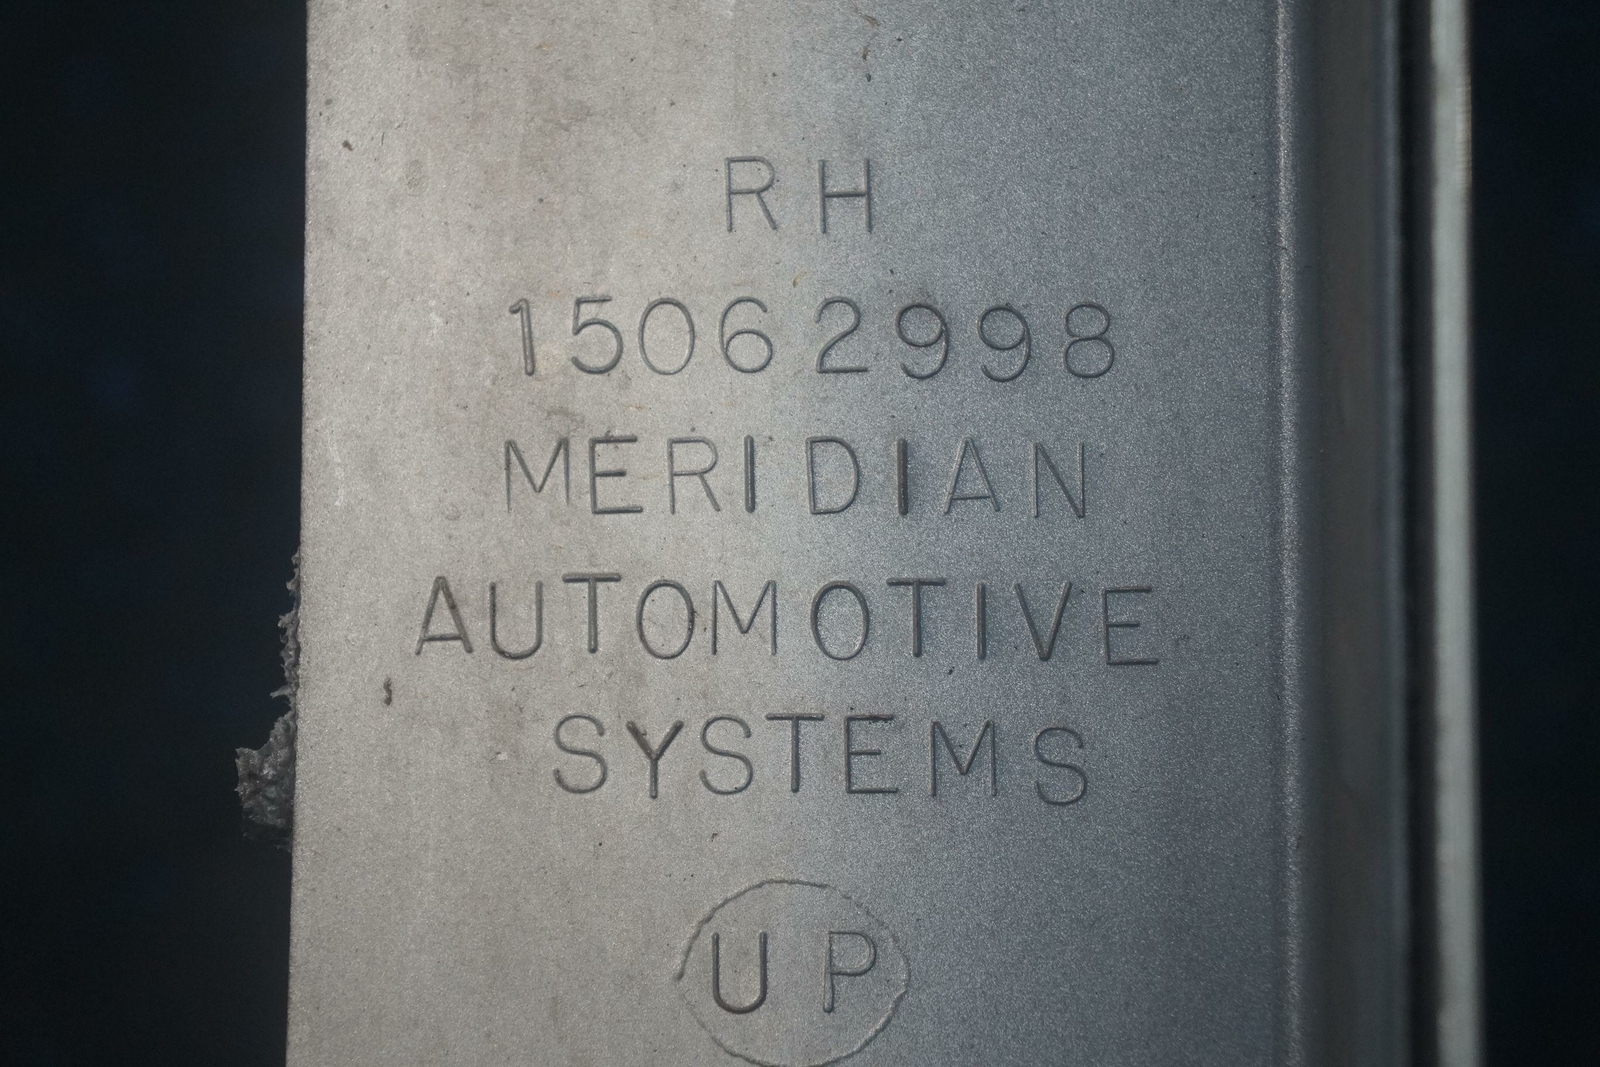 RH
15062998
MERIDIAN
AUTOMOTIVE
SYSTEMS
UP